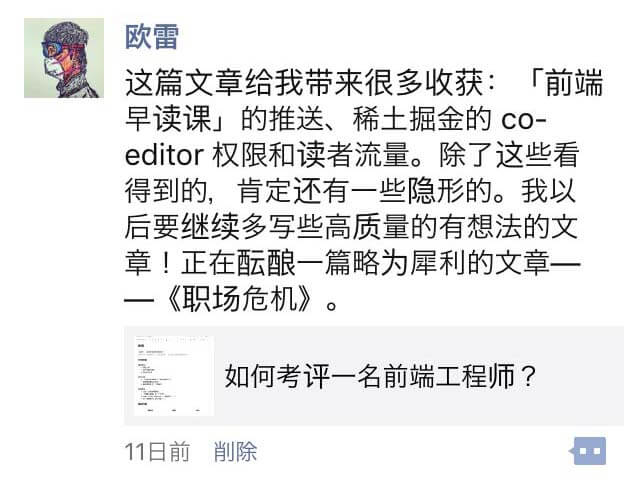 欧雷
这篇文章给我带来很多收获：「前端
早读课」的推送、稀土掘金的 co-
editor 权限和读者流量。除了这些看
得到的，肯定还有一些隐形的。我以
后要继续多写些高质量的有想法的文
章！正在酝酿一篇略为犀利的文章—
—《职场危机》。
如何考评一名前端工程师？
11日前 削除